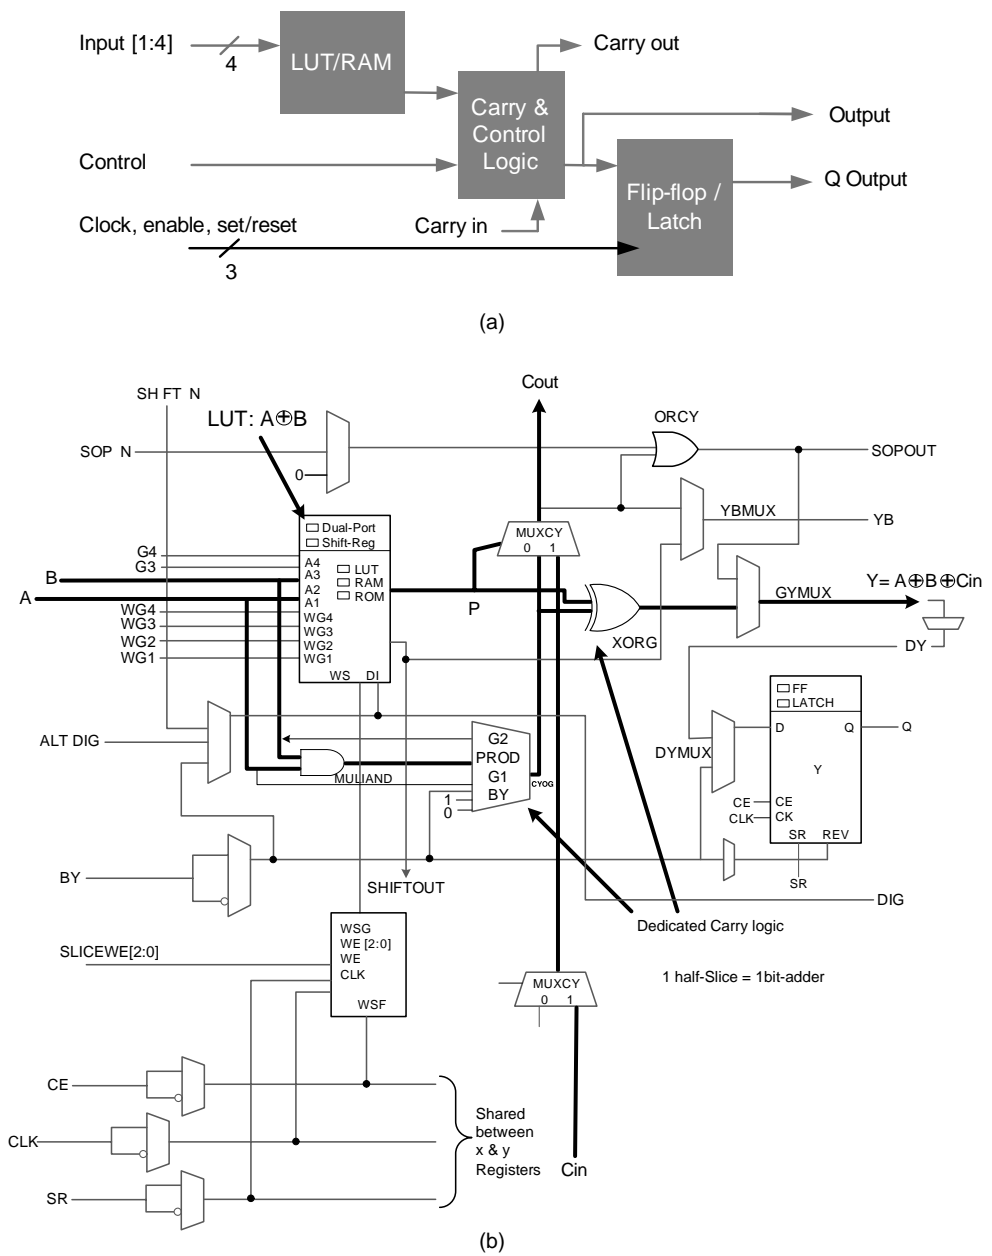 Input [1:4]
4
LUT/RAM
Carry out
Carry &
Control
Logic
Output
Control
Flip-flop /
Latch
Q Output
Clock, enable, set/reset
3
Carry in
(a)
Cout
SH FT N
LUT: A⊕B
ORCY
SOP N
0
SOPOUT
Dual-Port
Shift-Reg
MUXCY
0 1
YBMUX
YB
G4
G3
B
A
WG4
WG3
WG2
WG1
A4
A3
A2
A1
WG4
WG3
WG2
WG1
LUT
RAM
ROM
WS DI
P
XORG
GYMUX
Y= A⊕B⊕Cin
DY
ALT DIG
G2
PROD
G1
BY
1
0
MULIAND
CYOG
DYMUX
FF
LATCH
D
Q
Q
Y
CE
CE
CLK
CK
SR REV
SR
BY
SHIFTOUT
DIG
Dedicated Carry logic
1 half-Slice = 1bit-adder
SLICEWE[2:0]
WSG
WE [2:0]
WE
CLK
WSF
MUXCY
0 1
CE
CLK
SR
Shared
between
x & y
Registers
Cin
(b)